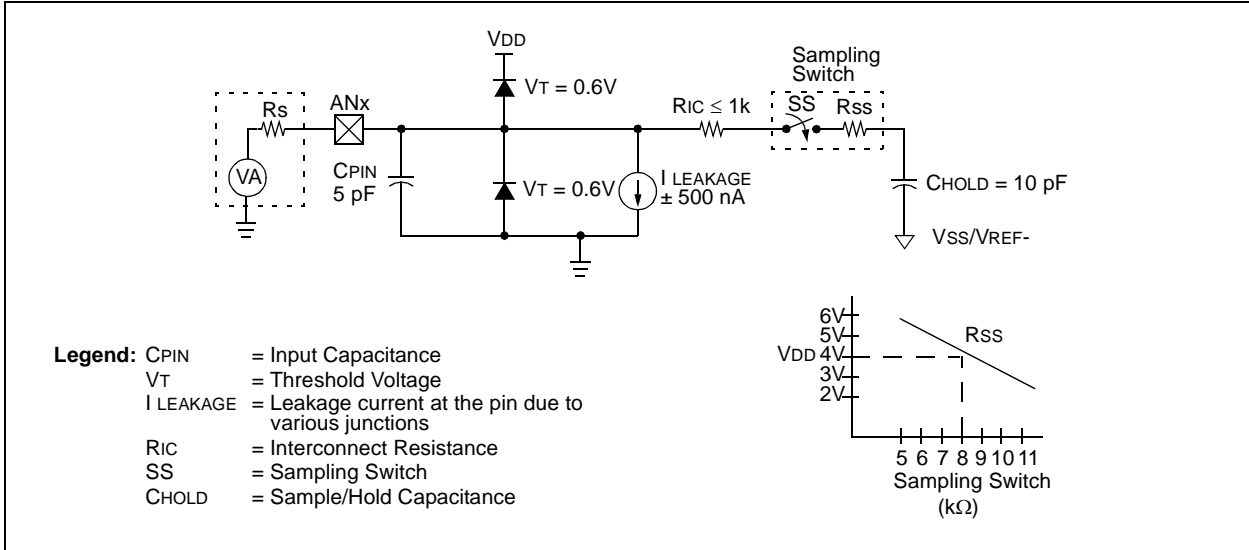 VDD
Sampling
Switch
VT = 0.6V
RS
ANx
RIC ≤ 1k
SS
RSS
VA
CPIN
5 pF
VT = 0.6V
I LEAKAGE
± 500 nA
CHOLD = 10 pF
VSS/VREF-
Legend: CPIN = Input Capacitance
VT = Threshold Voltage
I LEAKAGE = Leakage current at the pin due to
various junctions
RIC = Interconnect Resistance
SS = Sampling Switch
CHOLD = Sample/Hold Capacitance
6V
5V
VDD 4V
3V
2V
RSS
5 6 7 8 9 10 11
Sampling Switch
(kΩ)